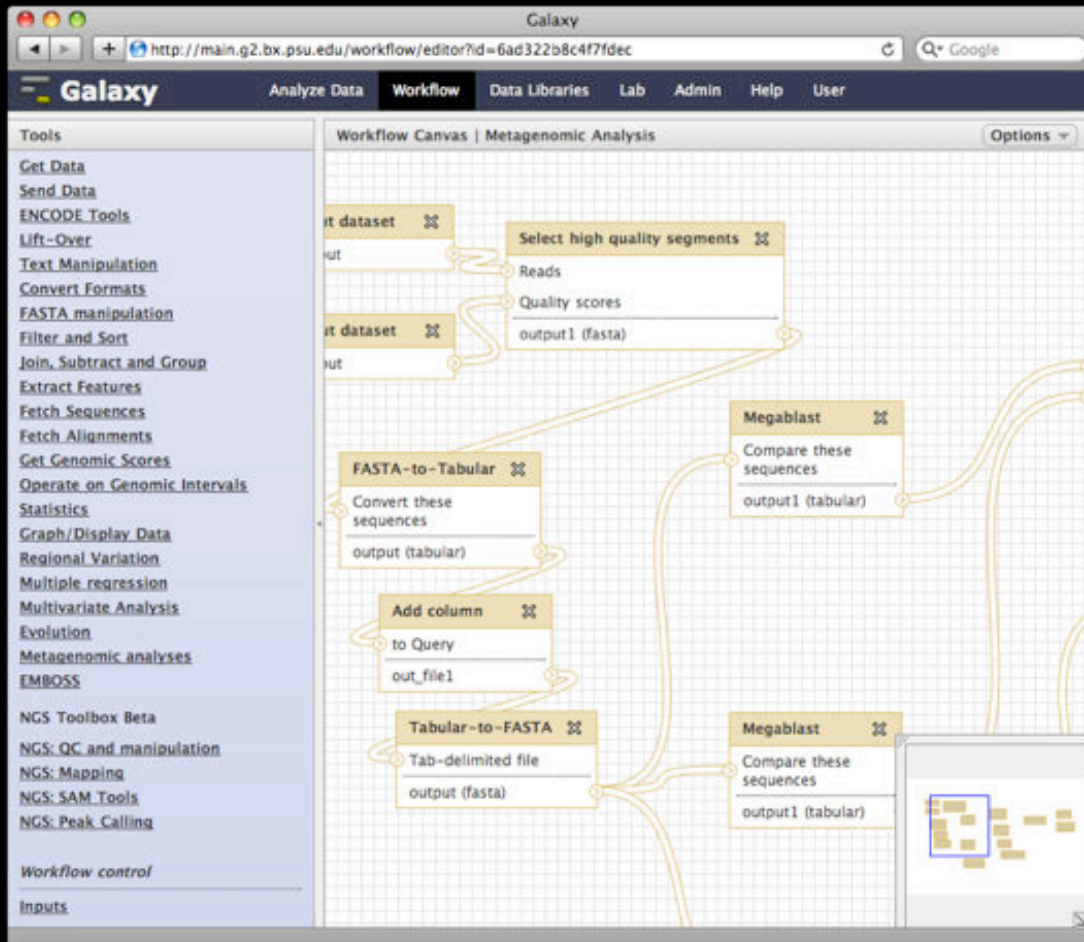 Galaxy
http://main.g2.bx.psu.edu/workflow/editor?id=6ad322b8c4f7fdec
Google
Galaxy
Analyze Data Workflow Data Libraries Lab Admin Help User
Tools
Workflow Canvas | Metagenomic Analysis
Options
Get Data
Send Data
ENCODE Tools
Lift-Over
Text Manipulation
Convert Formats
FASTA manipulation
Filter and Sort
Join, Subtract and Group
Extract Features
Fetch Sequences
Fetch Alignments
Get Genomic Scores
Operate on Genomic Intervals
Statistics
Graph/Display Data
Regional Variation
Multiple regression
Multivariate Analysis
Evolution
Metagenomic analyses
EMBOSS
NGS Toolbox Beta
NGS: QC and manipulation
NGS: Mapping
NGS: SAM Tools
NGS: Peak Calling
Workflow control
Inputs
ut dataset
out
ut dataset
out
Select high quality segments
Reads
Quality scores
output1 (fasta)
FASTA-to-Tabular
Convert these
sequences
output (tabular)
Add column
to Query
out_file1
Tabular-to-FASTA
Tab-delimited file
output (fasta)
Megablast
Compare these
sequences
output1 (tabular)
Megablast
Compare these
sequences
output1 (tabular)